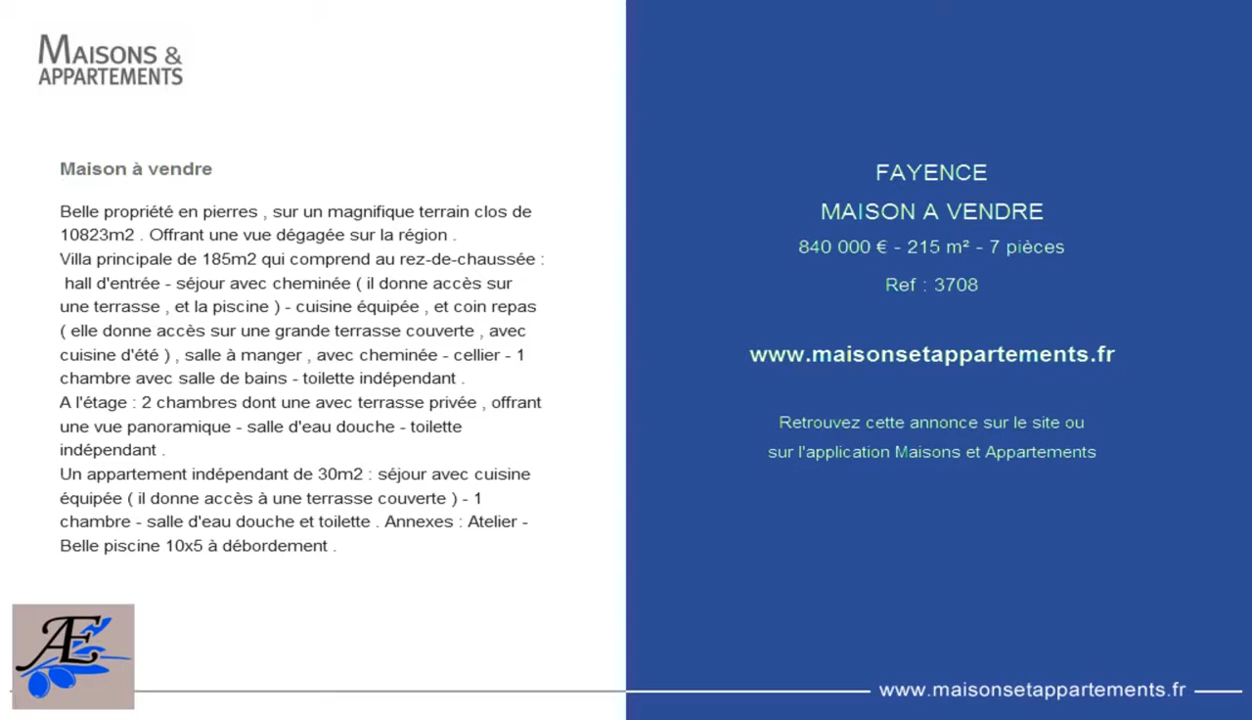 MAISONS &
APPARTEMENTS
Maison à vendre
Belle propriété en pierres , sur un magnifique terrain clos de
10823m2 . Offrant une vue dégagée sur la région .
Villa principale de 185m2 qui comprend au rez-de-chaussée :
hall d'entrée - séjour avec cheminée ( il donne accès sur
une terrasse , et la piscine ) - cuisine équipée , et coin repas
( elle donne accès sur une grande terrasse couverte , avec
cuisine d'été ) , salle à manger , avec cheminée - cellier - 1
chambre avec salle de bains - toilette indépendant .
A l'étage : 2 chambres dont une avec terrasse privée , offrant
une vue panoramique - salle d'eau douche - toilette
indépendant .
Un appartement indépendant de 30m2 : séjour avec cuisine
équipée ( il donne accès à une terrasse couverte ) - 1
chambre - salle d'eau douche et toilette . Annexes : Atelier -
Belle piscine 10x5 à débordement .
FAYENCE
MAISON A VENDRE
840 000 € - 215 m² - 7 pièces
Ref : 3708
www.maisonsetappartements.fr
Retrouvez cette annonce sur le site ou
sur l'application Maisons et Appartements
Æ
www.maisonsetappartements.fr